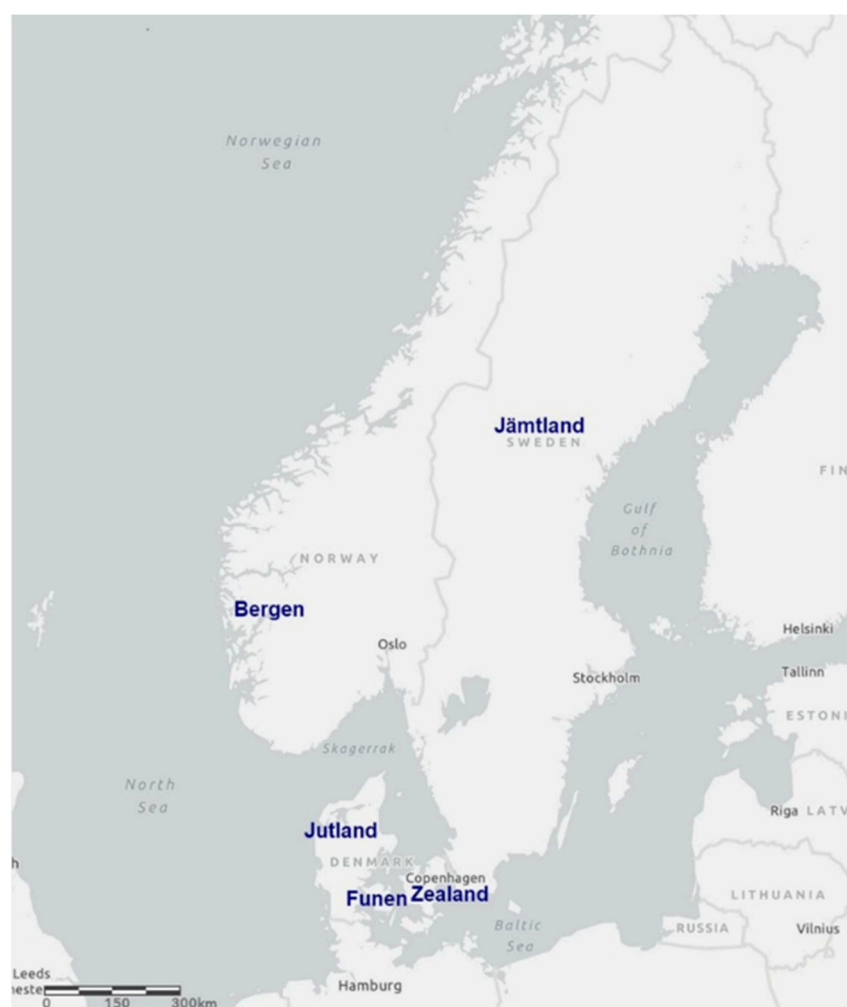 Norwegian
Sea
Jämtland
SWEDEN
FIN
Gulf
of
Bothnia
NORWAY
Bergen
Oslo
Helsinki
Stockholm
Tallinn
ESTONI
Skagerrak
North
Sea
Jutland
Riga
LATV
DENMARK
h
Copenhagen
Funen
Zealand
LITHUANIA
Baltic
Sea
RUSSIA
Vilnius
Leeds
neste
Hamburg
0 150 300km